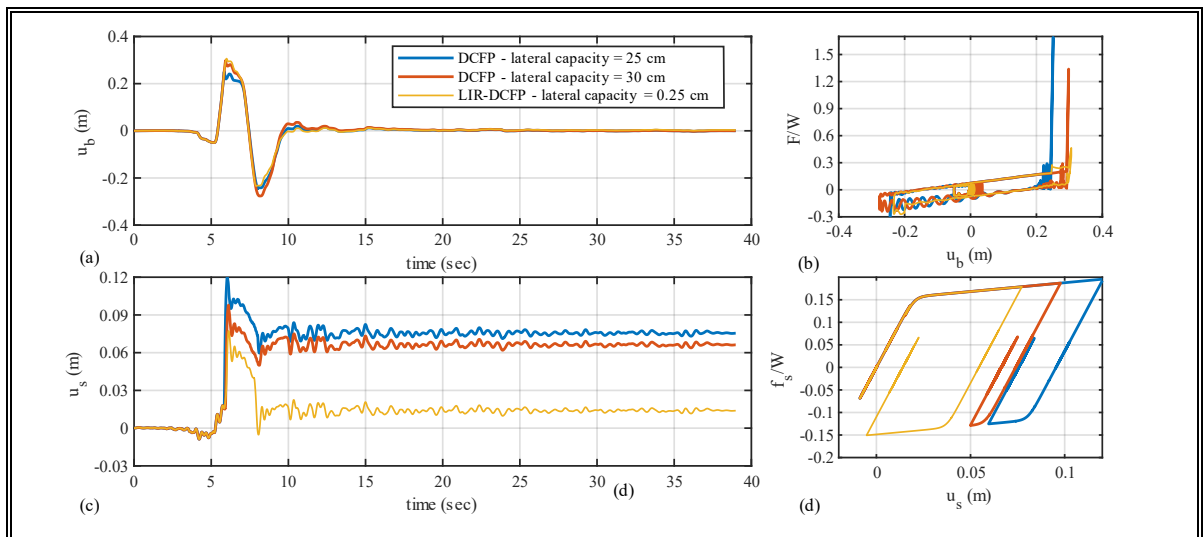 0.4
0.2
0
-0.2
-0.4
u_b (m)
0 5 10 15 20 25 30 35 40
time (sec)
(a)
DCFP - lateral capacity = 25 cm
DCFP - lateral capacity = 30 cm
LIR-DCFP - lateral capacity = 0.25 cm
1.5
1.2
0.9
0.6
0.3
0
-0.3
F/W
-0.4 -0.2 0 0.2 0.4
u_b (m)
(b)
0.12
0.09
0.06
0.03
0
-0.03
u_s (m)
0 5 10 15 20 25 30 35 40
time (sec)
(c)
(d)
0.15
0.1
0.05
0
-0.05
-0.1
-0.15
-0.2
f_s/W
0 0.05 0.1
u_s (m)
(d)